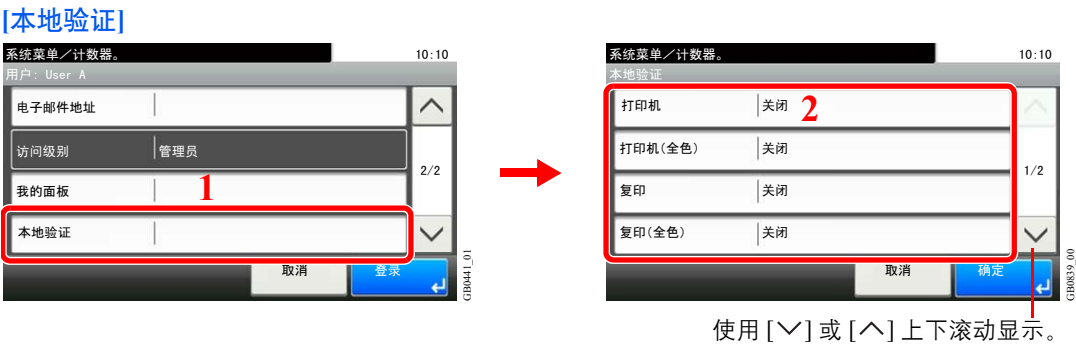 [本地验证]
系统菜单／计数器。 10:10
用户: User A
电子邮件地址
访问级别 管理员
2/2
我的面板 1
本地验证
取消 登录
GB0441_01
系统菜单／计数器。 10:10
本地验证
打印机 关闭 2
打印机(全色) 关闭
1/2
复印 关闭
复印(全色) 关闭
取消 确定
GB0839_00
使用 [∨] 或 [∧] 上下滚动显示。